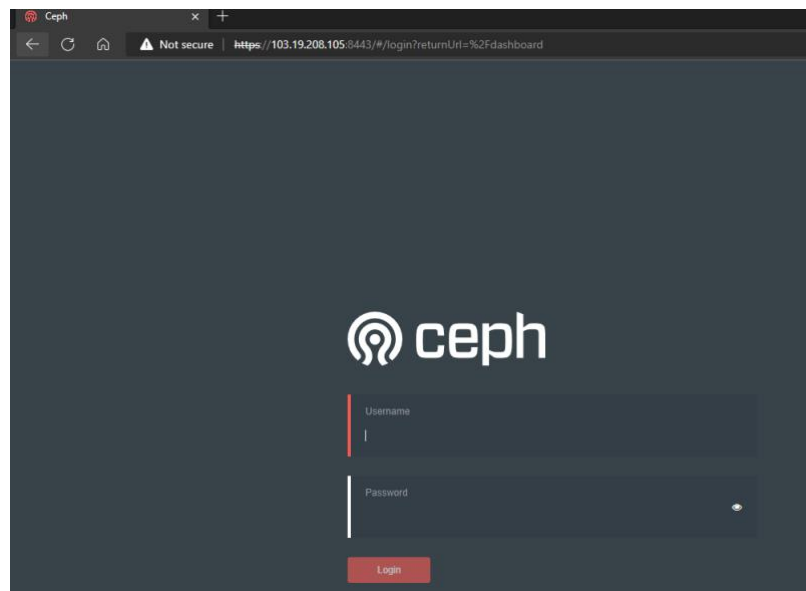 Ceph
Not secure | https://103.19.208.105:8443/#/login?returnUrl=%2Fdashboard
ceph
Username
Password
Login